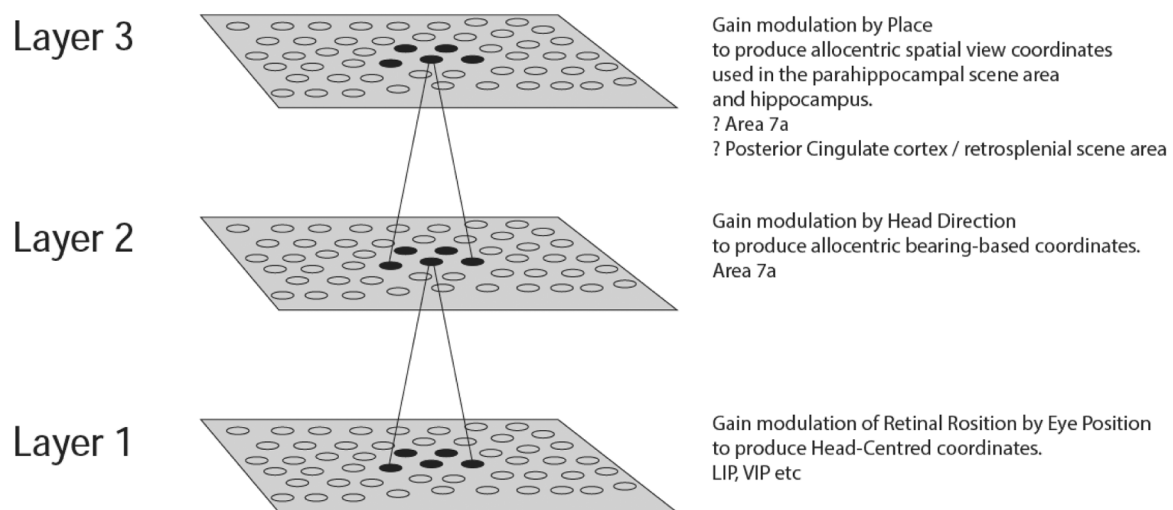 Layer 3
Gain modulation by Place
to produce allocentric spatial view coordinates
used in the parahippocampal scene area
and hippocampus.
? Area 7a
? Posterior Cingulate cortex / retrosplenial scene area
Layer 2
Gain modulation by Head Direction
to produce allocentric bearing-based coordinates.
Area 7a
Layer 1
Gain modulation of Retinal Rosition by Eye Position
to produce Head-Centred coordinates.
LIP, VIP etc